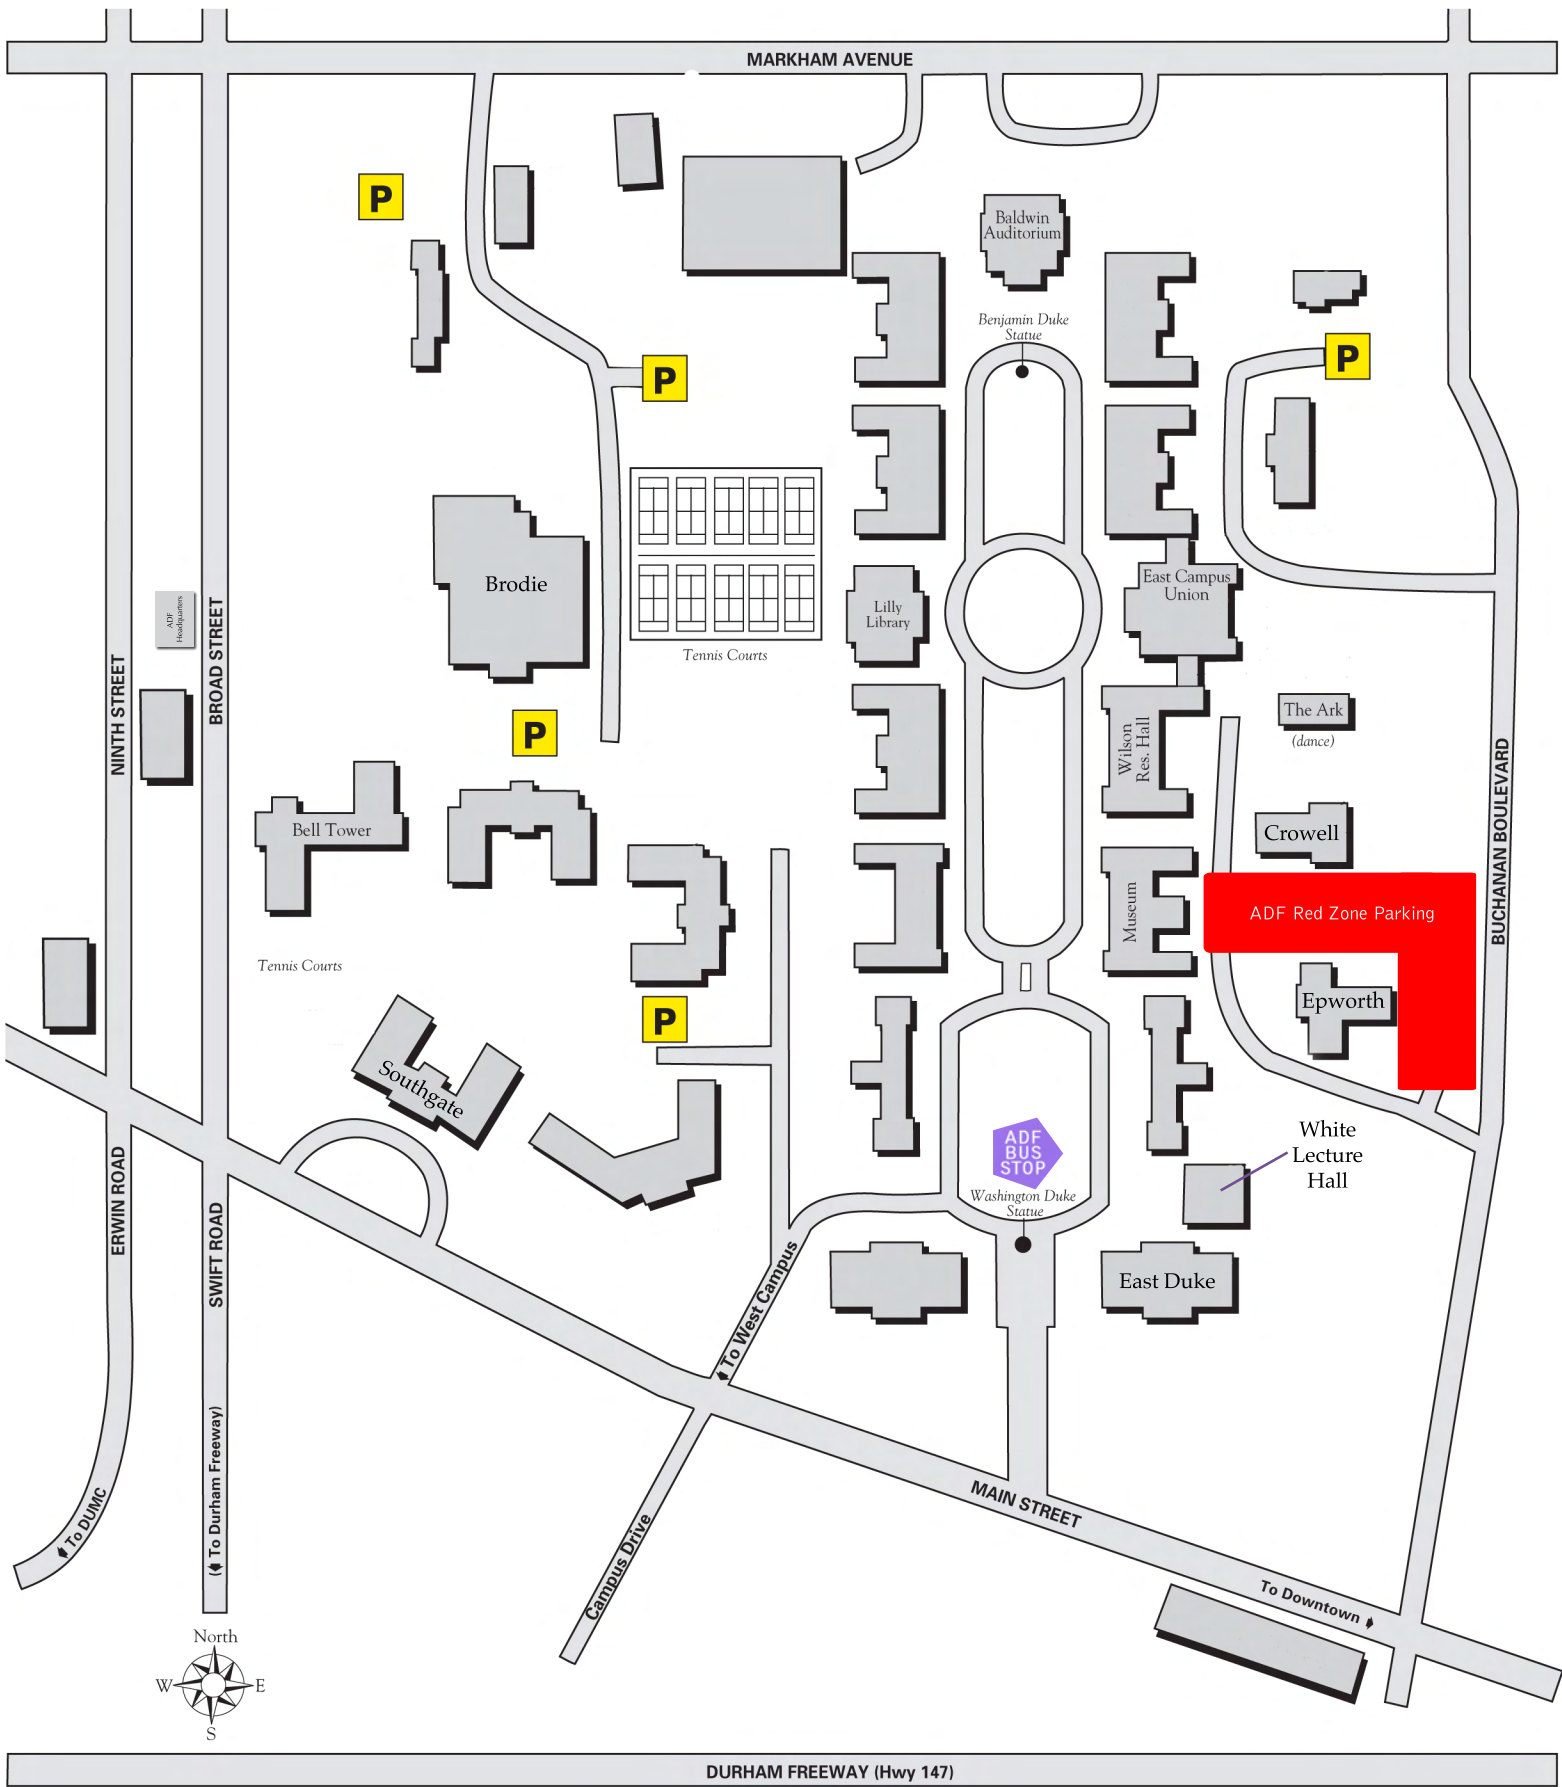 MARKHAM AVENUE
P
Baldwin
Auditorium
Benjamin Duke
Statue
P
P
Brodie
ADF
Headquarters
BROAD STREET
NINTH STREET
Lilly
Library
East Campus
Union
Tennis Courts
P
Wilson
Res. Hall
The Ark
(dance)
BUCHANAN BOULEVARD
Bell Tower
Crowell
Museum
ADF Red Zone Parking
Tennis Courts
Epworth
P
Southgate
ADF
BUS
STOP
White
Lecture
Hall
Washington Duke
Statue
ERWIN ROAD
SWIFT ROAD
East Duke
To West Campus
(To Durham Freeway)
To DUMC
Campus Drive
MAIN STREET
To Downtown
North
W
E
S
DURHAM FREEWAY (Hwy 147)